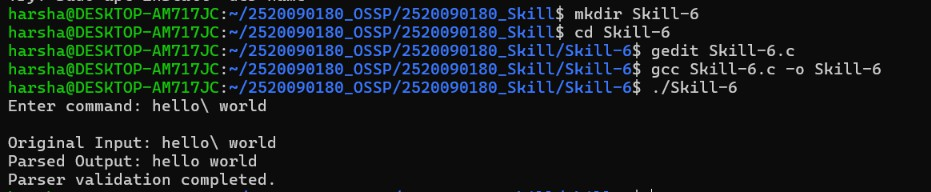 harsha@DESKTOP-AM717JC:~/2520090180_OSSP/2520090180_Skill$ mkdir Skill-6
harsha@DESKTOP-AM717JC:~/2520090180_OSSP/2520090180_Skill$ cd Skill-6
harsha@DESKTOP-AM717JC:~/2520090180_OSSP/2520090180_Skill/Skill-6$ gedit Skill-6.c
harsha@DESKTOP-AM717JC:~/2520090180_OSSP/2520090180_Skill/Skill-6$ gcc Skill-6.c -o Skill-6
harsha@DESKTOP-AM717JC:~/2520090180_OSSP/2520090180_Skill/Skill-6$ ./Skill-6
Enter command: hello\ world
Original Input: hello\ world
Parsed Output: hello world
Parser validation completed.